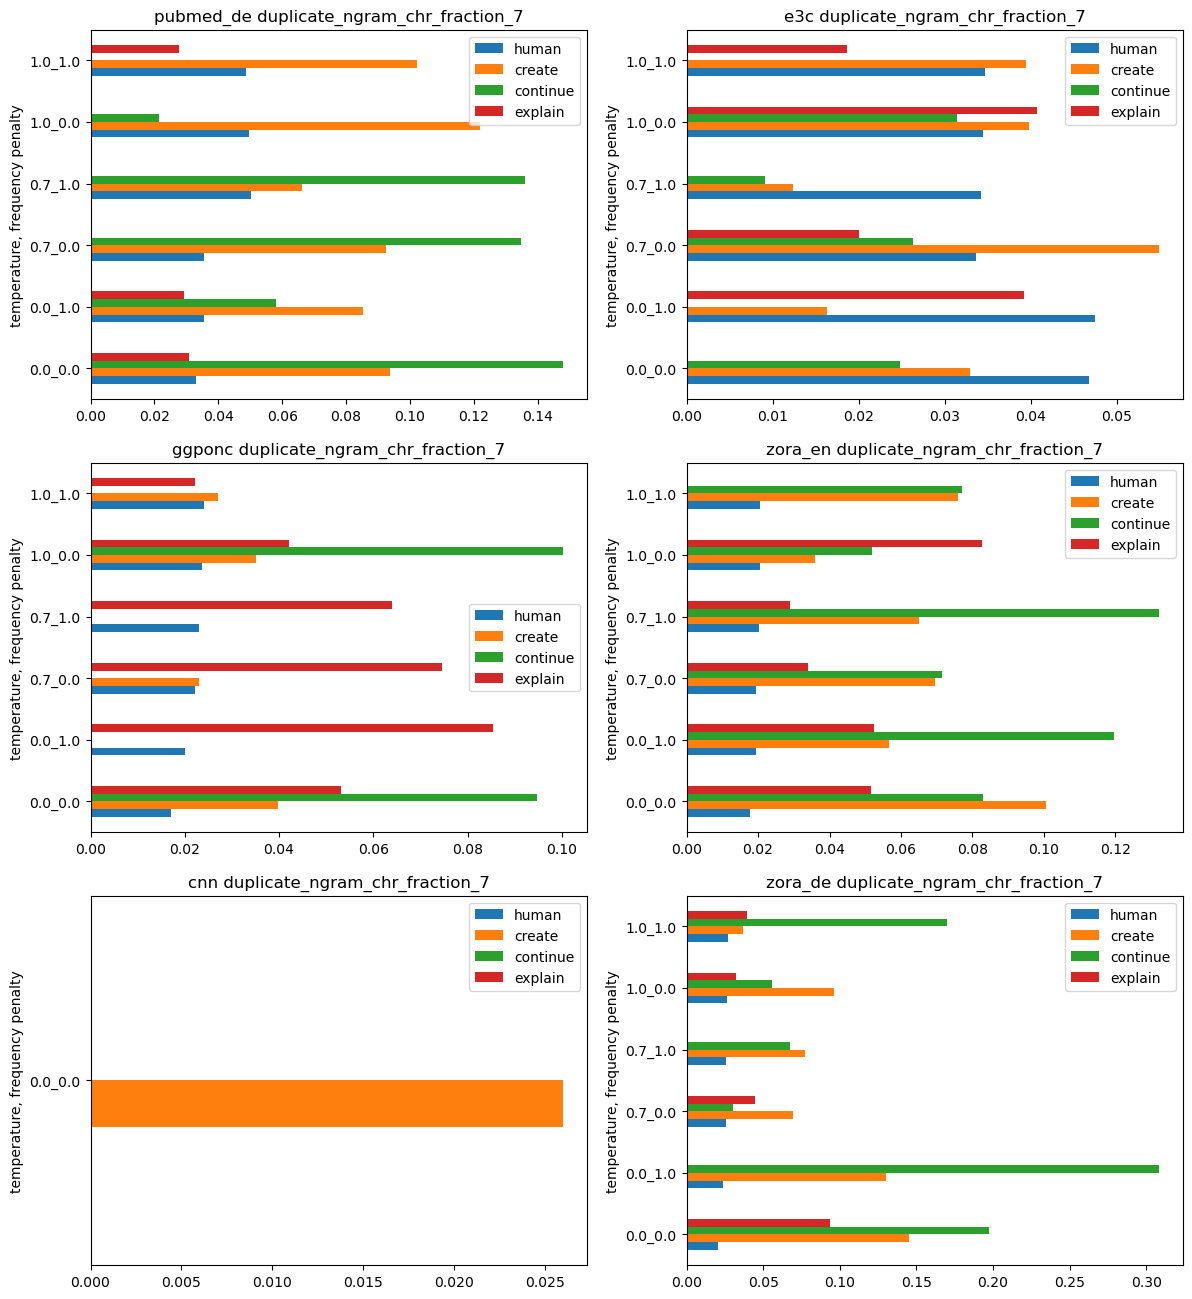 pubmed_de duplicate_ngram_chr_fraction_7
temperature, frequency penalty
1.0_1.0
1.0_0.0
0.7_1.0
0.7_0.0
0.0_1.0
0.0_0.0
0.00 0.02 0.04 0.06 0.08 0.10 0.12 0.14
human
create
continue
explain
e3c duplicate_ngram_chr_fraction_7
temperature, frequency penalty
1.0_1.0
1.0_0.0
0.7_1.0
0.7_0.0
0.0_1.0
0.0_0.0
0.00 0.01 0.02 0.03 0.04 0.05
human
create
continue
explain
ggponc duplicate_ngram_chr_fraction_7
temperature, frequency penalty
1.0_1.0
1.0_0.0
0.7_1.0
0.7_0.0
0.0_1.0
0.0_0.0
0.00 0.02 0.04 0.06 0.08 0.10
human
create
continue
explain
zora_en duplicate_ngram_chr_fraction_7
temperature, frequency penalty
1.0_1.0
1.0_0.0
0.7_1.0
0.7_0.0
0.0_1.0
0.0_0.0
0.00 0.02 0.04 0.06 0.08 0.10 0.12
human
create
continue
explain
cnn duplicate_ngram_chr_fraction_7
temperature, frequency penalty
0.0_0.0
0.000 0.005 0.010 0.015 0.020 0.025
human
create
continue
explain
zora_de duplicate_ngram_chr_fraction_7
temperature, frequency penalty
1.0_1.0
1.0_0.0
0.7_1.0
0.7_0.0
0.0_1.0
0.0_0.0
0.00 0.05 0.10 0.15 0.20 0.25 0.30
human
create
continue
explain